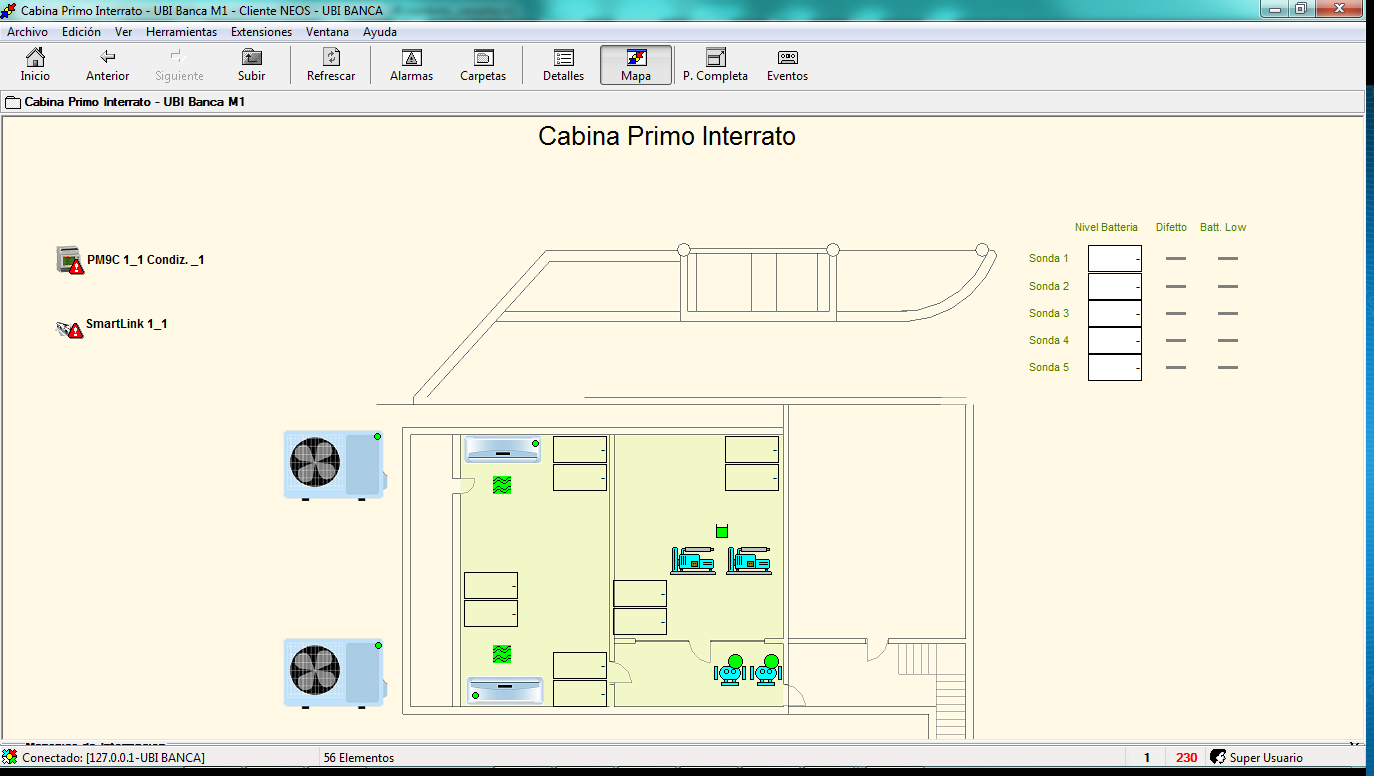 Cabina Primo Interrato - UBI Banca M1 - Cliente NEOS - UBI BANCA
Archivo Edición Ver Herramientas Extensiones Ventana Ayuda
Inicio Anterior Siguiente Subir Refrescar Alarmas Carpetas Detalles Mapa P. Completa Eventos
Cabina Primo Interrato - UBI Banca M1
Cabina Primo Interrato
Nivel Batteria Difetto Batt. Low
PM9C 1_1 Condiz. _1
Sonda 1 -
Sonda 2 -
Sonda 3 -
SmartLink 1_1
Sonda 4 -
Sonda 5 -
Conectado: [127.0.0.1-UBI BANCA] 56 Elementos 1 230 Super Usuario